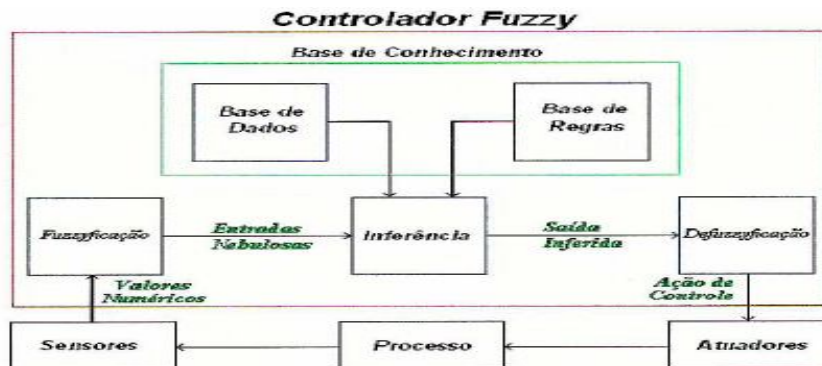 Controlador Fuzzy
Base de Conhecimento
Base de
Dados
Base de
Regras
Fuzzyficação
Entradas
Nebulosas
Inferência
Saída
Inferida
Defuzzyficação
Valores
Numéricos
Ação de
Controle
Sensores
Processo
Atuadores